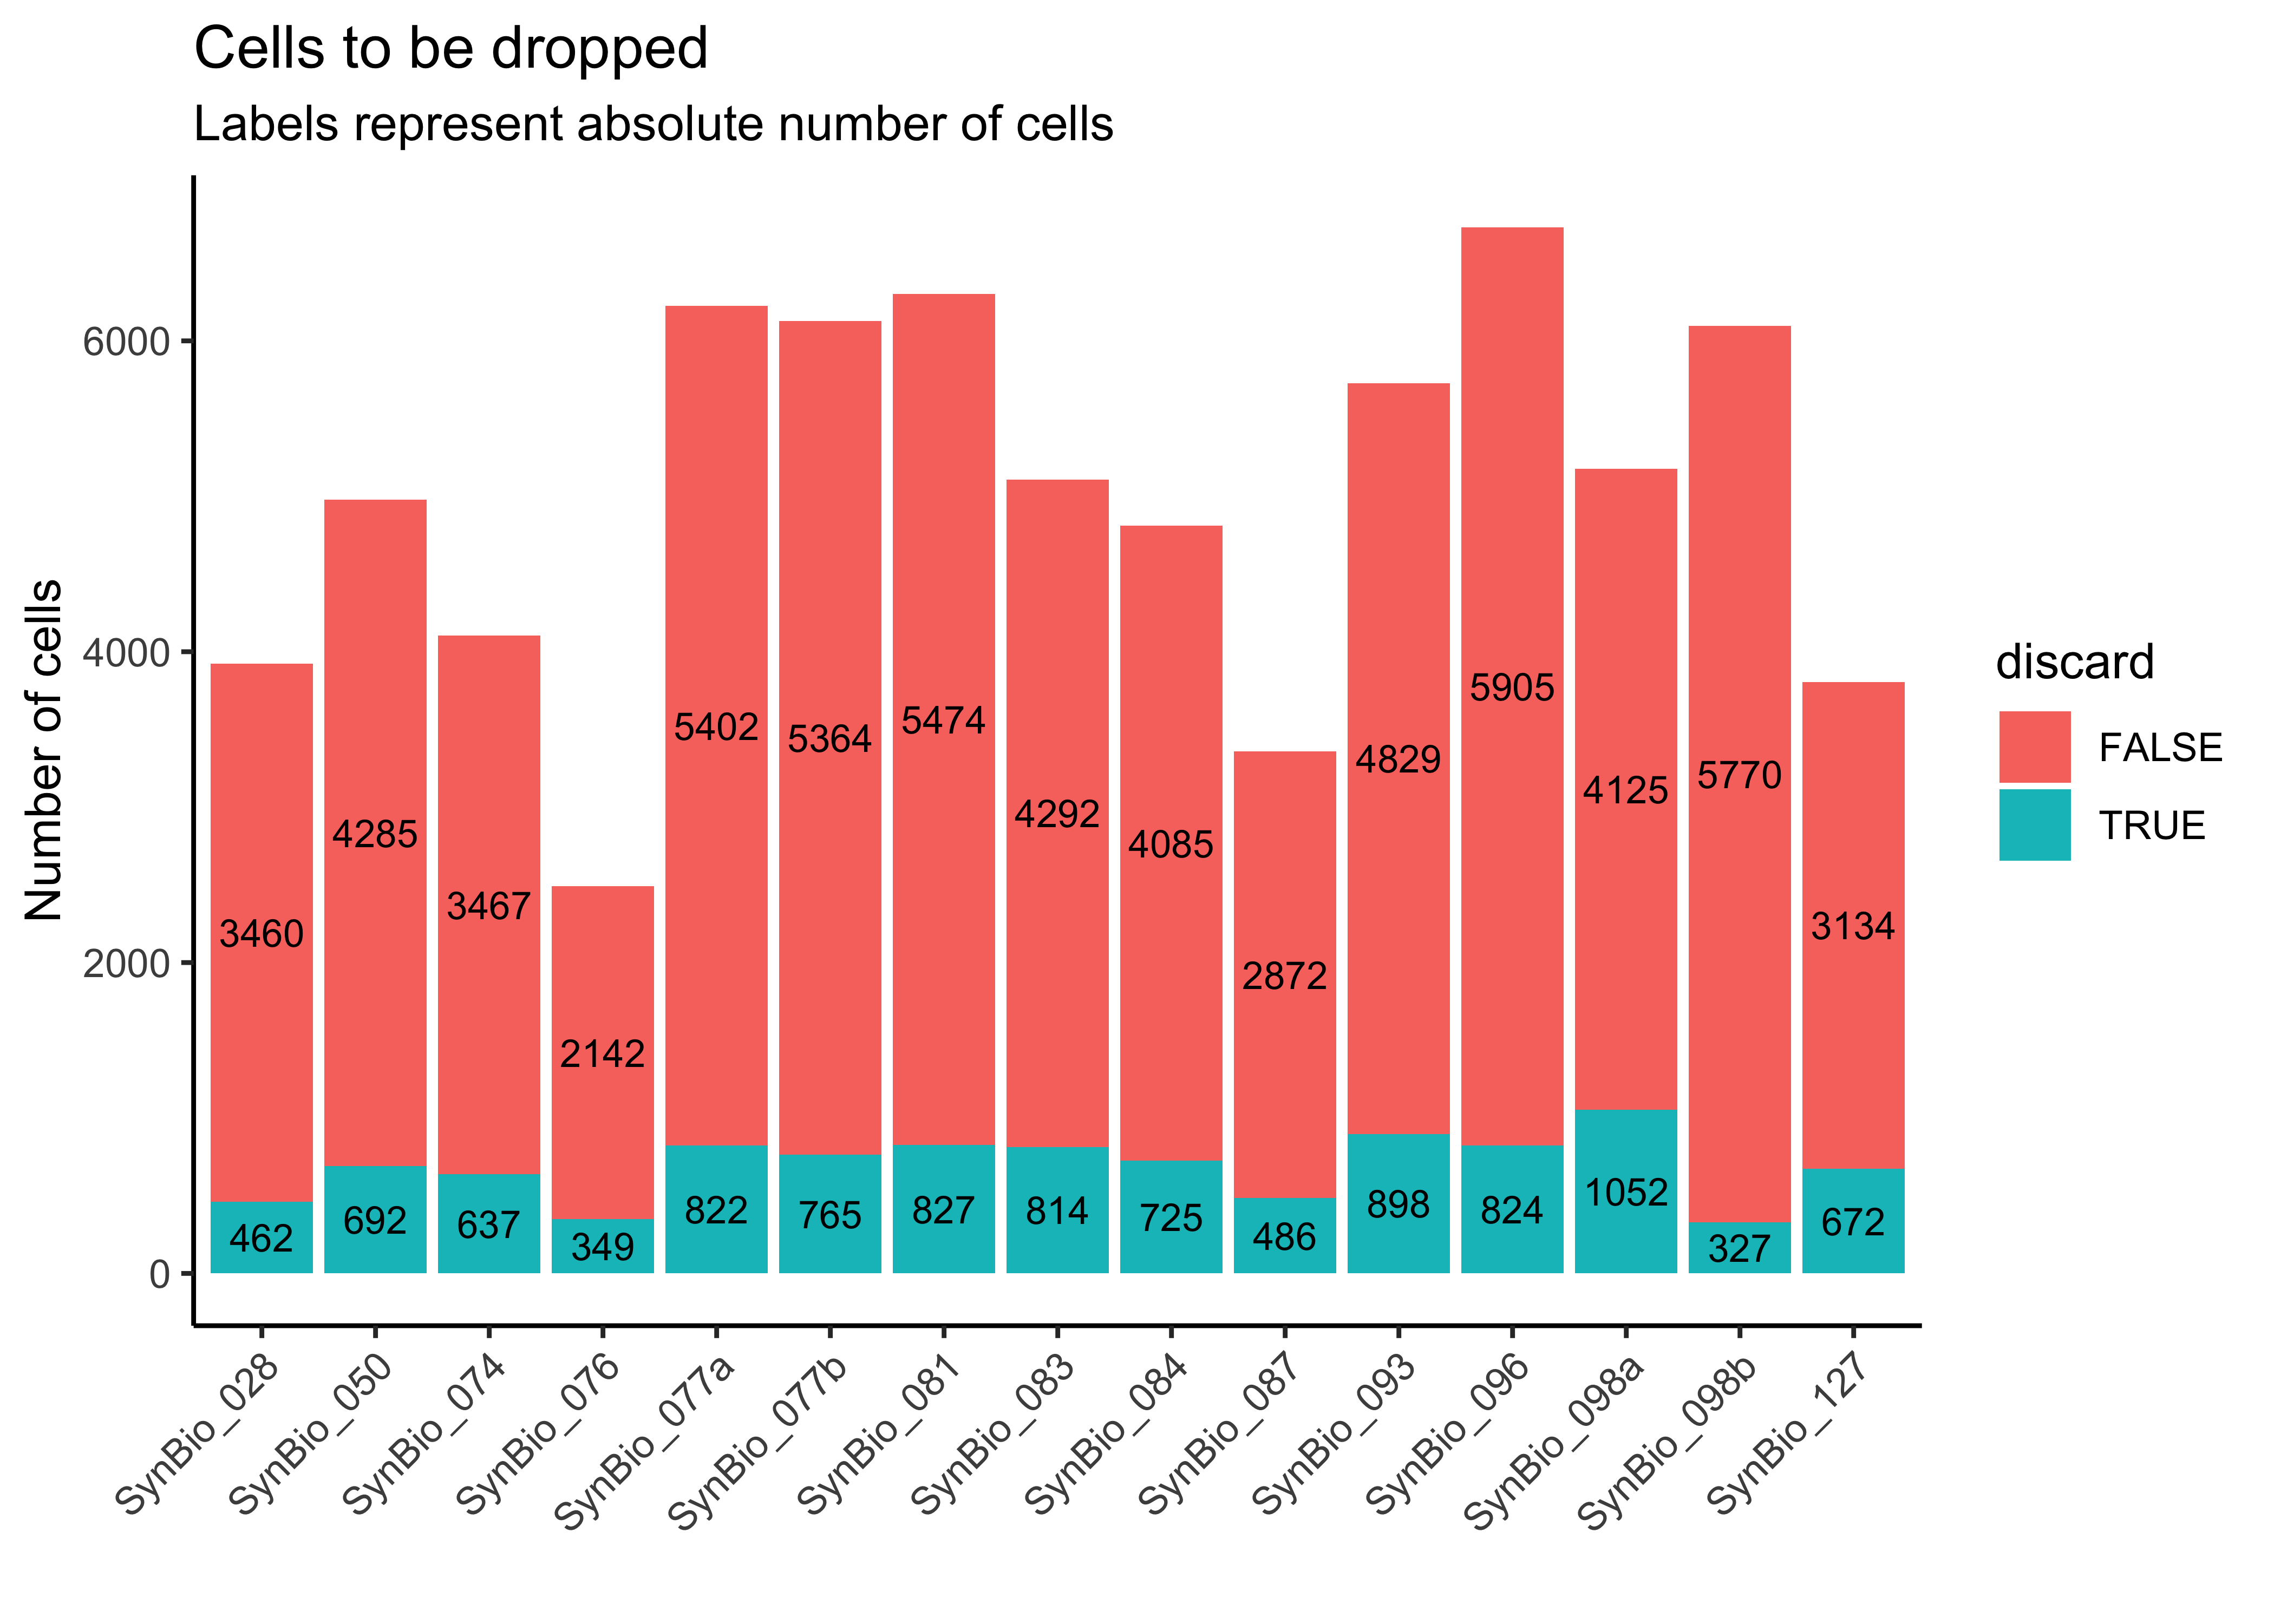 Cells to be dropped
Labels represent absolute number of cells
Number of cells
6000
4000
2000
0
3460
4285
3467
2142
5402
5364
5474
4292
4085
2872
4829
5905
4125
5770
3134
462
692
637
349
822
765
827
814
725
486
898
824
1052
327
672
SynBio_028
SynBio_050
SynBio_074
SynBio_076
SynBio_077a
SynBio_077b
SynBio_081
SynBio_083
SynBio_084
SynBio_087
SynBio_093
SynBio_096
SynBio_098a
SynBio_098b
SynBio_127
discard
FALSE
TRUE